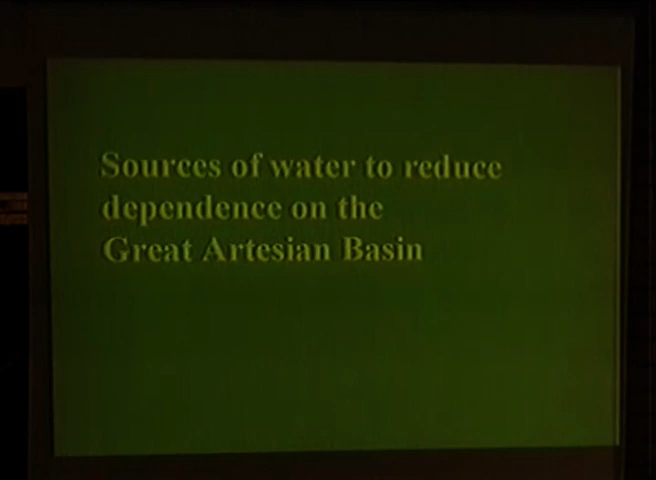 Sources of water to reduce
dependence on the
Great Artesian Basin